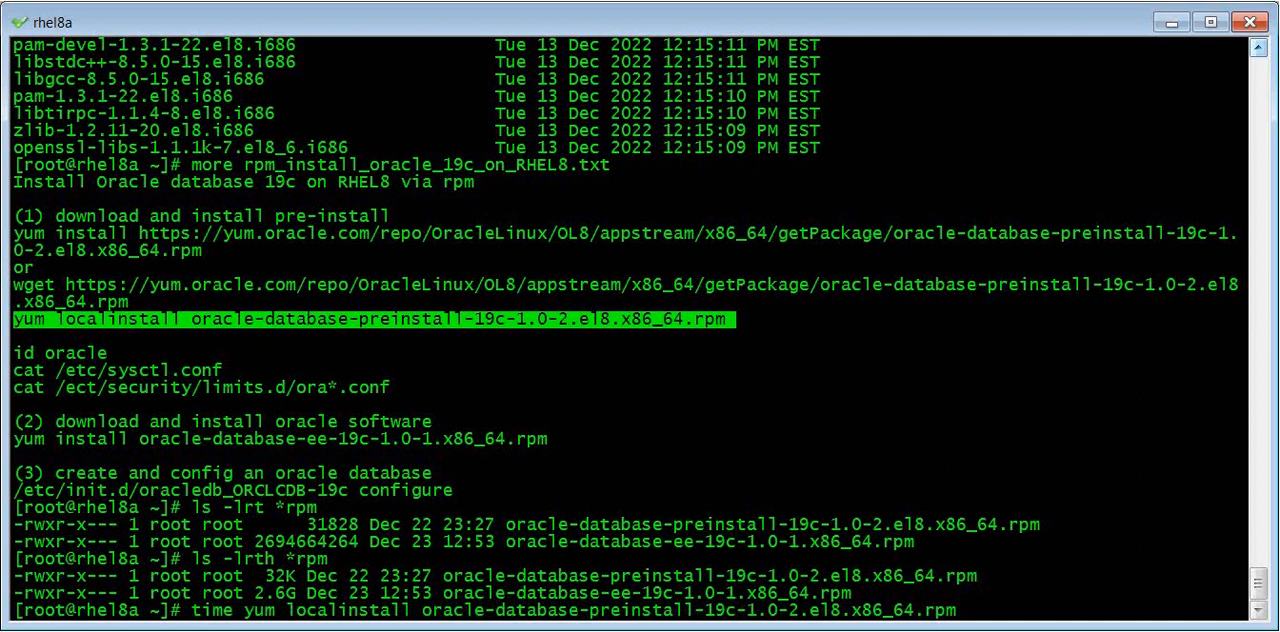 rhel8a
pam-devel-1.3.1-22.el8.i686                   Tue 13 Dec 2022 12:15:11 PM EST
libstdc++-8.5.0-15.el8.i686                   Tue 13 Dec 2022 12:15:11 PM EST
libgcc-8.5.0-15.el8.i686                      Tue 13 Dec 2022 12:15:11 PM EST
pam-1.3.1-22.el8.i686                         Tue 13 Dec 2022 12:15:10 PM EST
libtirpc-1.1.4-8.el8.i686                     Tue 13 Dec 2022 12:15:10 PM EST
zlib-1.2.11-20.el8.i686                       Tue 13 Dec 2022 12:15:09 PM EST
openssl-libs-1.1.1k-7.el8_6.i686              Tue 13 Dec 2022 12:15:09 PM EST
[root@rhel8a ~]# more rpm_install_oracle_19c_on_RHEL8.txt
Install Oracle database 19c on RHEL8 via rpm

(1) download and install pre-install
yum install https://yum.oracle.com/repo/OracleLinux/OL8/appstream/x86_64/getPackage/oracle-database-preinstall-19c-1.
0-2.el8.x86_64.rpm
or
wget https://yum.oracle.com/repo/OracleLinux/OL8/appstream/x86_64/getPackage/oracle-database-preinstall-19c-1.0-2.el8
.x86_64.rpm
yum localinstall oracle-database-preinstall-19c-1.0-2.el8.x86_64.rpm

id oracle
cat /etc/sysctl.conf
cat /ect/security/limits.d/ora*.conf

(2) download and install oracle software
yum install oracle-database-ee-19c-1.0-1.x86_64.rpm

(3) create and config an oracle database
/etc/init.d/oracledb_ORCLCDB-19c configure
[root@rhel8a ~]# ls -lrt *rpm
-rwxr-x--- 1 root root      31828 Dec 22 23:27 oracle-database-preinstall-19c-1.0-2.el8.x86_64.rpm
-rwxr-x--- 1 root root 2694664264 Dec 23 12:53 oracle-database-ee-19c-1.0-1.x86_64.rpm
[root@rhel8a ~]# ls -lrth *rpm
-rwxr-x--- 1 root root  32K Dec 22 23:27 oracle-database-preinstall-19c-1.0-2.el8.x86_64.rpm
-rwxr-x--- 1 root root 2.6G Dec 23 12:53 oracle-database-ee-19c-1.0-1.x86_64.rpm
[root@rhel8a ~]# time yum localinstall oracle-database-preinstall-19c-1.0-2.el8.x86_64.rpm